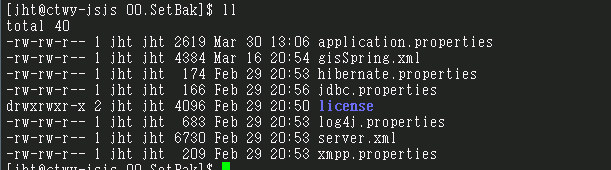 [jht@ctwy-jsjs 00.SetBak]$ ll
total 40
-rw-rw-r-- 1 jht jht 2619 Mar 30 13:06 application.properties
-rw-rw-r-- 1 jht jht 4384 Mar 16 20:54 gisSpring.xml
-rw-rw-r-- 1 jht jht  174 Feb 29 20:53 hibernate.properties
-rw-rw-r-- 1 jht jht  166 Feb 29 20:56 jdbc.properties
drwxrwxr-x 2 jht jht 4096 Feb 29 20:50 license
-rw-rw-r-- 1 jht jht  683 Feb 29 20:53 log4j.properties
-rw-rw-r-- 1 jht jht 6730 Feb 29 20:53 server.xml
-rw-rw-r-- 1 jht jht  209 Feb 29 20:53 xmpp.properties
[jht@ctwy-jsjs 00.SetBak]$